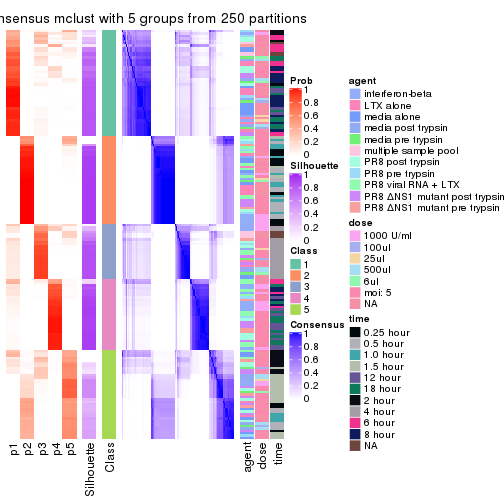 nsensus mclust with 5 groups from 250 partitions
Prob
1
0.8
0.6
0.4
0.2
0
Silhouette
1
0.8
0.6
0.4
0.2
0
Class
1
2
3
4
5
Consensus
1
0.8
0.6
0.4
0.2
0
agent
interferon-beta
LTX alone
media alone
media post trypsin
media pre trypsin
multiple sample pool
PR8 post trypsin
PR8 pre trypsin
PR8 viral RNA + LTX
PR8 ΔNS1 mutant post trypsin
PR8 ΔNS1 mutant pre trypsin
dose
1000 U/ml
100ul
25ul
500ul
6ul
moi: 5
NA
time
0.25 hour
0.5 hour
1.0 hour
1.5 hour
12 hour
18 hour
2 hour
4 hour
6 hour
8 hour
NA
p1
p2
p3
p4
p5
Silhouette
Class
agent
dose
time